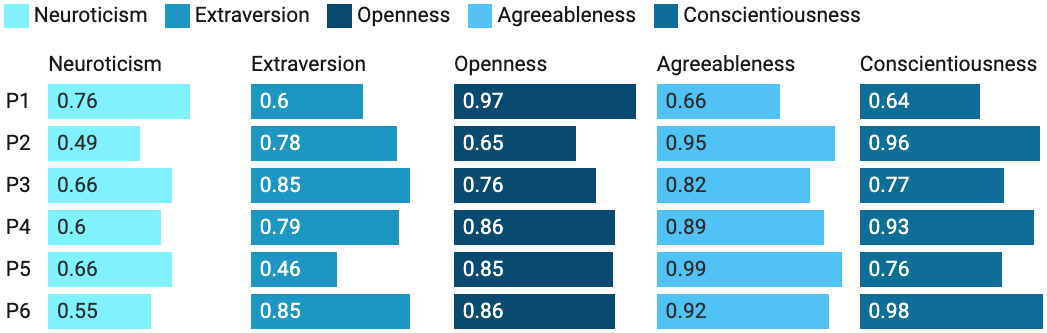 Neuroticism Extraversion Openness Agreeableness Conscientiousness
Neuroticism Extraversion Openness Agreeableness Conscientiousness
P1 0.76 0.6 0.97 0.66 0.64
P2 0.49 0.78 0.65 0.95 0.96
P3 0.66 0.85 0.76 0.82 0.77
P4 0.6 0.79 0.86 0.89 0.93
P5 0.66 0.46 0.85 0.99 0.76
P6 0.55 0.85 0.86 0.92 0.98